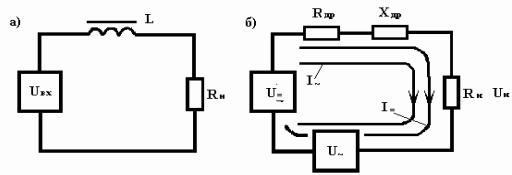 а)
L
Uвх
Rн
б)
Rдр
Xдр
I~
U=
I=
Rн
Uн
U~